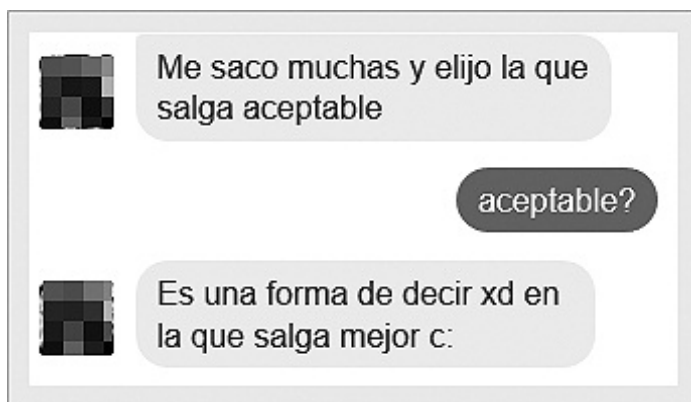 Me saco muchas y elijo la que
salga aceptable
aceptable?
Es una forma de decir xd en
la que salga mejor c: